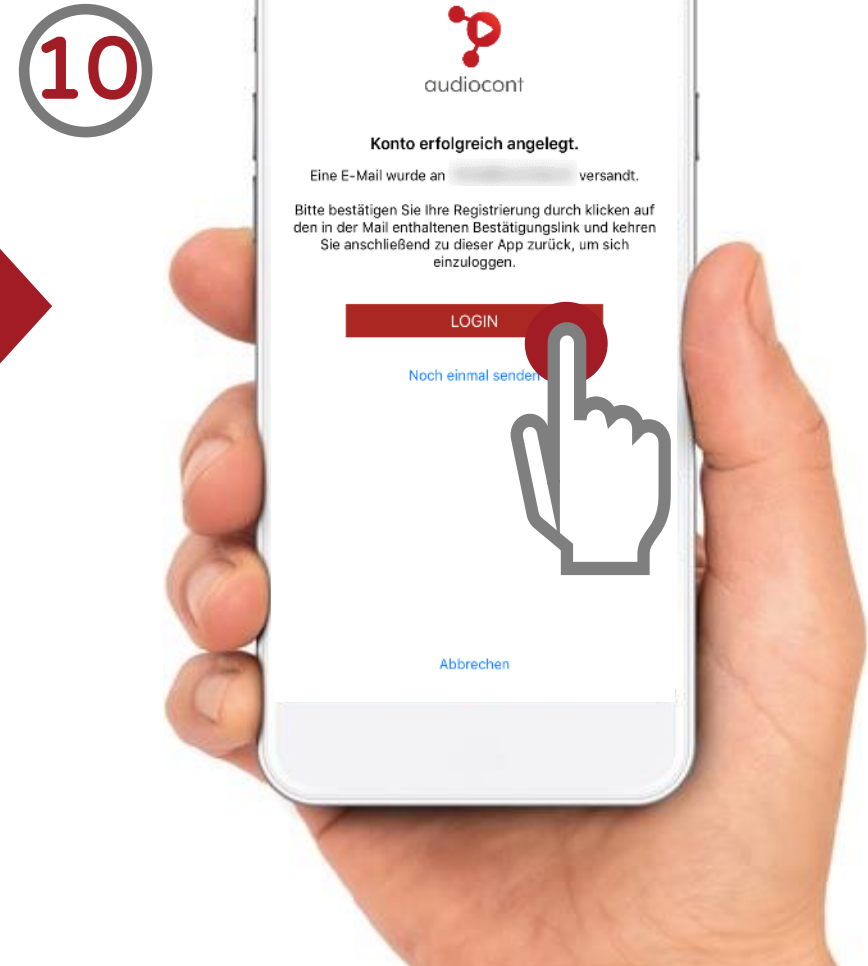 10
audiocont
Konto erfolgreich angelegt.
Eine E-Mail wurde an versandt.
Bitte bestätigen Sie Ihre Registrierung durch klicken auf
den in der Mail enthaltenen Bestätigungslink und kehren
Sie anschließend zu dieser App zurück, um sich
einzuloggen.
LOGIN
Noch einmal senden
Abbrechen